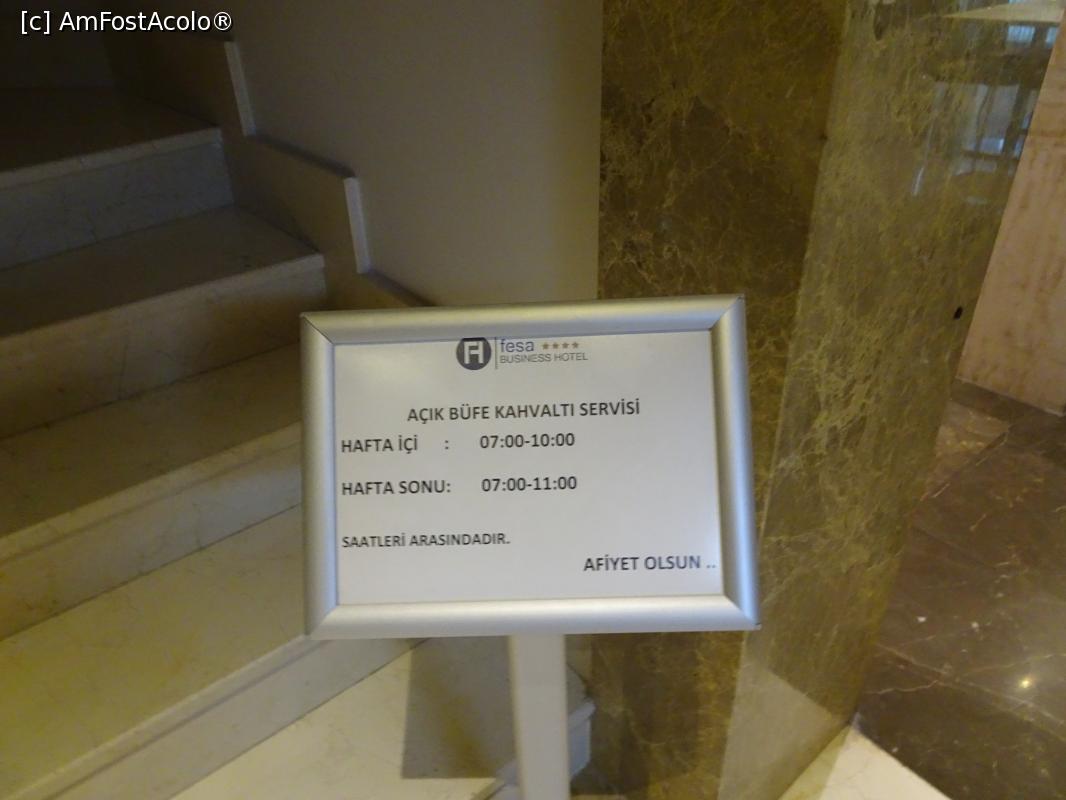 [c] AmFostAcolo®
H fesa ★★★★
BUSINESS HOTEL
AÇIK BÜFE KAHVALTI SERVİSİ
HAFTA İÇİ : 07:00-10:00
HAFTA SONU: 07:00-11:00
SAATLERİ ARASINDADIR.
AFİYET OLSUN ..